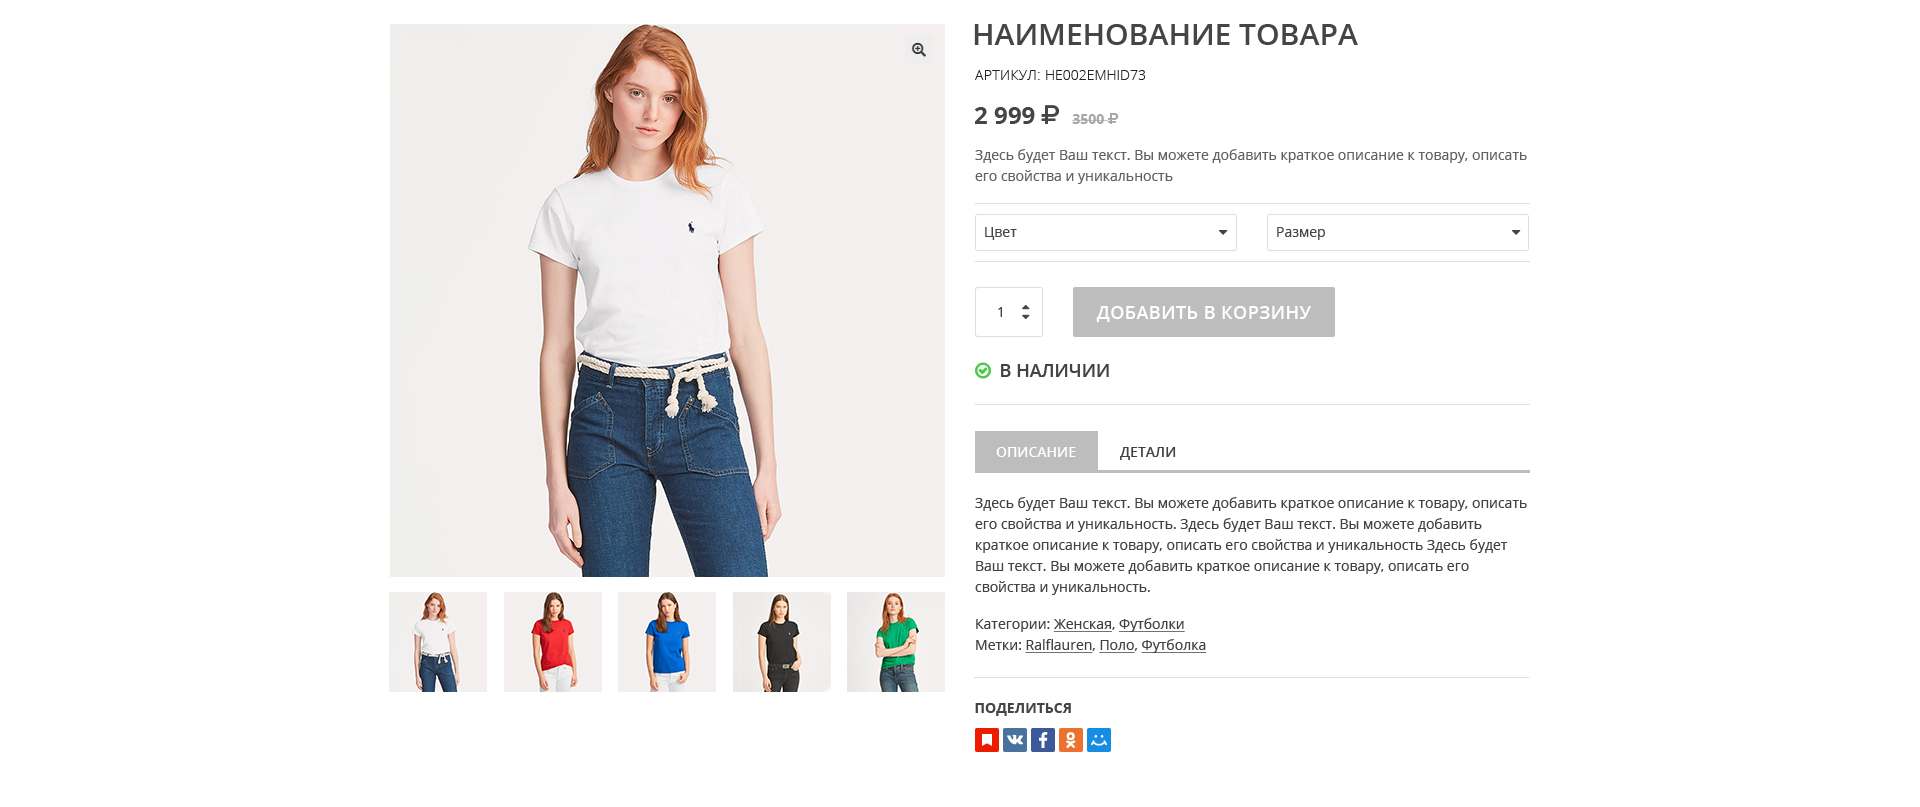 НАИМЕНОВАНИЕ ТОВАРА
АРТИКУЛ: HE002EMHID73
2 999 ₽ 3500 ₽
Здесь будет Ваш текст. Вы можете добавить краткое описание к товару, описать
его свойства и уникальность
Цвет
Размер
1
ДОБАВИТЬ В КОРЗИНУ
В НАЛИЧИИ
ОПИСАНИЕ
ДЕТАЛИ
Здесь будет Ваш текст. Вы можете добавить краткое описание к товару, описать
его свойства и уникальность. Здесь будет Ваш текст. Вы можете добавить
краткое описание к товару, описать его свойства и уникальность Здесь будет
Ваш текст. Вы можете добавить краткое описание к товару, описать его
свойства и уникальность.
Категории: Женская, Футболки
Метки: Ralflauren, Поло, Футболка
ПОДЕЛИТЬСЯ